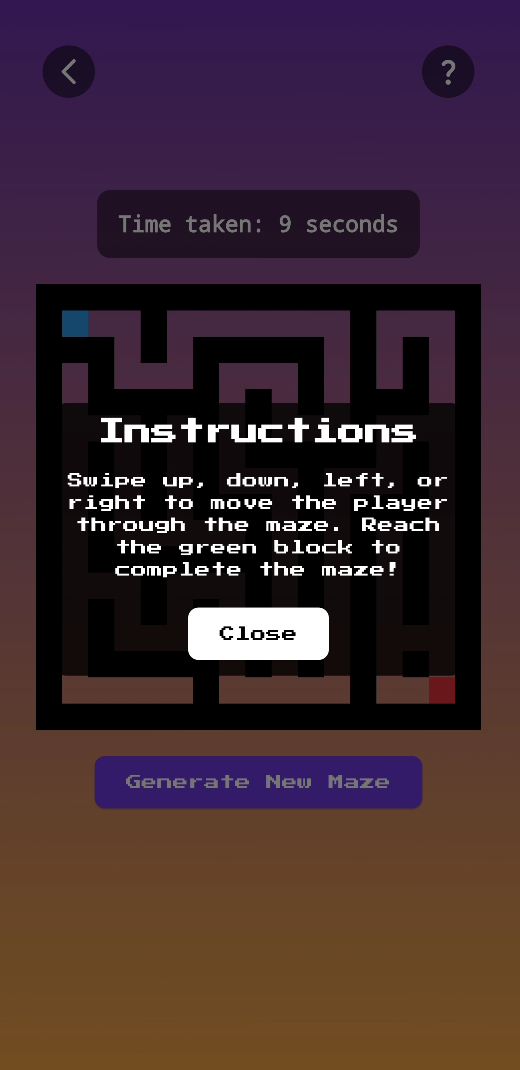 ?
Time taken: 9 seconds
Instructions
Swipe up, down, left, or
right to move the player
through the maze. Reach
the green block to
complete the maze!
Close
Generate New Maze